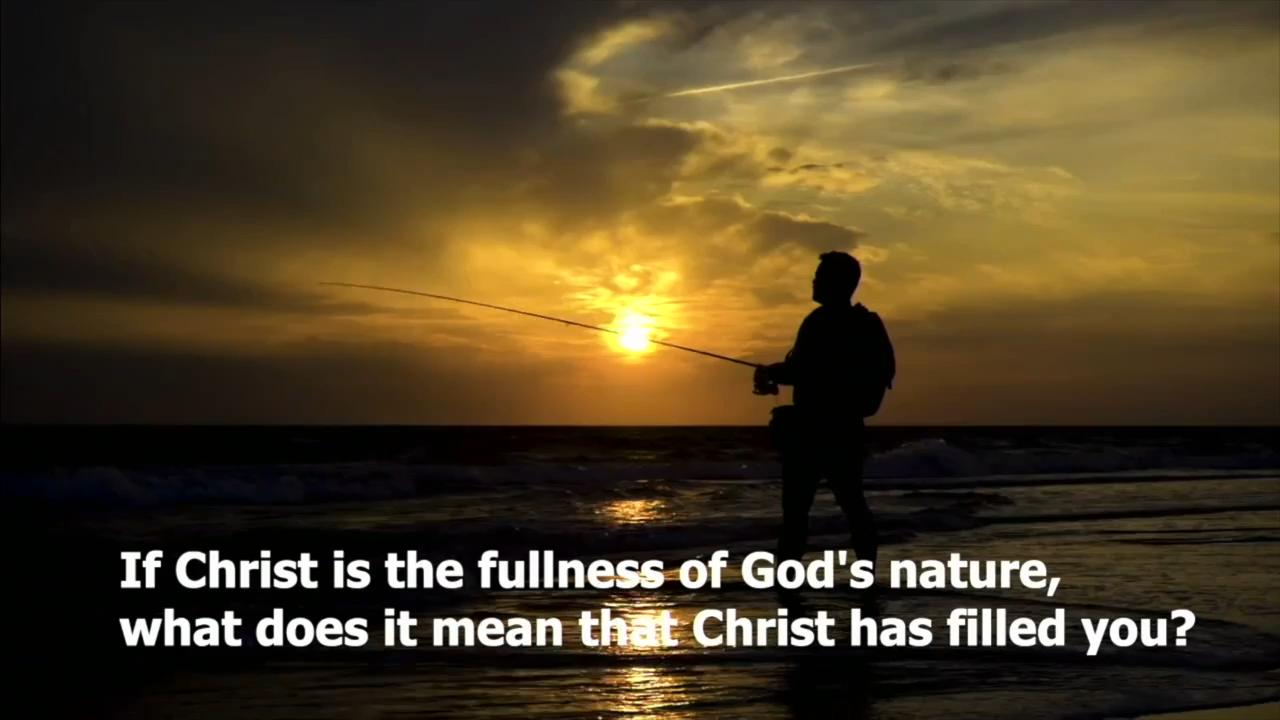 If Christ is the fullness of God's nature,
what does it mean that Christ has filled you?